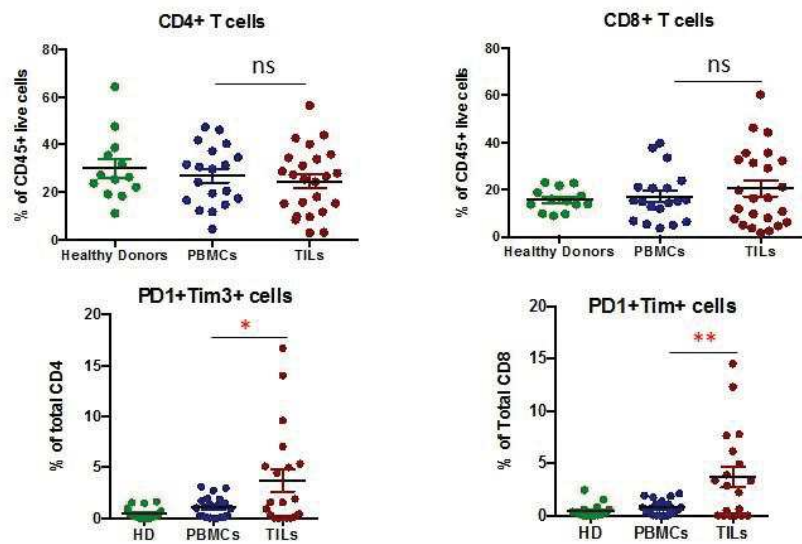 CD4+ T cells
ns
% of CD45+ live cells
80
60
40
20
0
Healthy Donors PBMCs TILs
CD8+ T cells
ns
% of CD45+ live cells
80
60
40
20
0
Healthy Donors PBMCs TILs
PD1+Tim3+ cells
*
% of total CD4
20
15
10
5
0
HD PBMCs TILs
PD1+Tim+ cells
**
% of Total CD8
20
15
10
5
0
HD PBMCs TILs